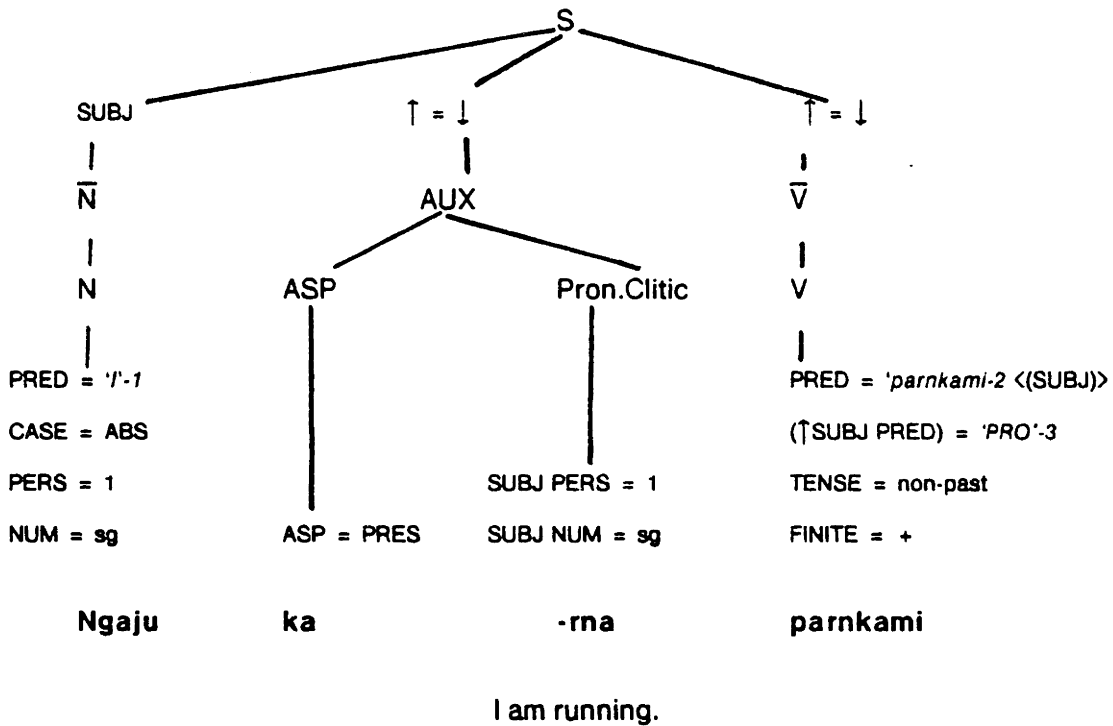 S
SUBJ ↑ = ↓ ↑ = ↓
N̅ AUX V̅
N ASP Pron.Clitic V
PRED = 'I'-1 PRED = 'parnkami-2 <(SUBJ)>
CASE = ABS (↑SUBJ PRED) = 'PRO'-3
PERS = 1 SUBJ PERS = 1 TENSE = non-past
NUM = sg ASP = PRES SUBJ NUM = sg FINITE = +
Ngaju ka -rna parnkami
I am running.